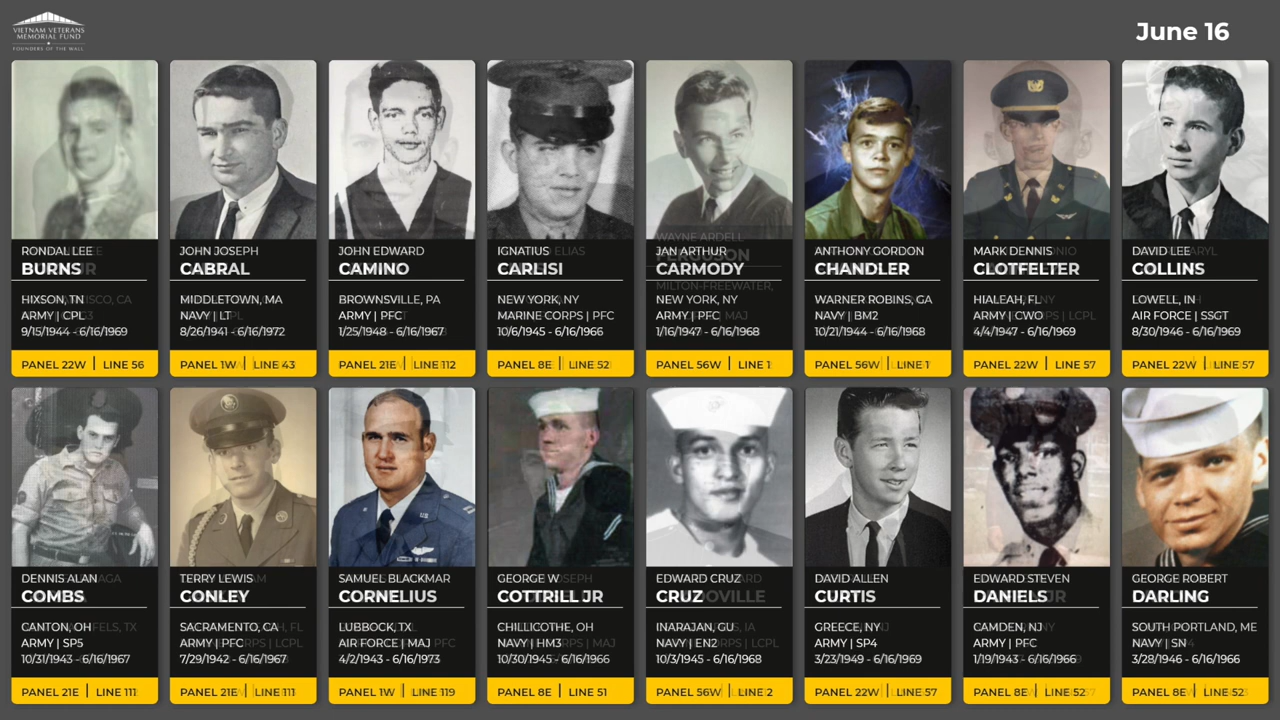 VIETNAM VETERANS
MEMORIAL FUND
FOUNDERS OF THE WALL
June 16
RONDAL LEE
BURNS
HIXSON, TN
ARMY | CPL
9/15/1944 - 6/16/1969
PANEL 22W | LINE 56
JOHN JOSEPH
CABRAL
MIDDLETOWN, MA
NAVY | LT
8/26/1941 - 6/16/1972
PANEL 1W | LINE 43
JOHN EDWARD
CAMINO
BROWNSVILLE, PA
ARMY | PFC
1/25/1948 - 6/16/1967
PANEL 21E | LINE 112
IGNATIUS
CARLISI
NEW YORK, NY
MARINE CORPS | PFC
10/6/1945 - 6/16/1966
PANEL 8E | LINE 52
WAYNE ARDELL
JAN ARTHUR
FERGUSON
CARMODY
MILTON-FREEWATER,
NEW YORK, NY
ARMY | PFC MAJ
1/16/1947 - 6/16/1968
PANEL 56W | LINE 1
ANTHONY GORDON
CHANDLER
WARNER ROBINS, GA
NAVY | BM2
10/21/1944 - 6/16/1968
PANEL 56W | LINE 1
MARK DENNIS
CLOTFELTER
HIALEAH, FL
ARMY | CWO
4/4/1947 - 6/16/1969
PANEL 22W | LINE 57
DAVID LEE
COLLINS
LOWELL, IN
AIR FORCE | SSGT
8/30/1946 - 6/16/1969
PANEL 22W | LINE 57
DENNIS ALAN
COMBS
CANTON, OH
ARMY | SP5
10/31/1943 - 6/16/1967
PANEL 21E | LINE 111
TERRY LEWIS
CONLEY
SACRAMENTO, CA
ARMY | PFC
7/29/1942 - 6/16/1967
PANEL 21E | LINE 111
SAMUEL BLACKMAR
CORNELIUS
LUBBOCK, TX
AIR FORCE | MAJ
4/2/1943 - 6/16/1973
PANEL 1W | LINE 119
GEORGE W
COTTRILL JR
CHILLICOTHE, OH
NAVY | HM3
10/30/1945 - 6/16/1966
PANEL 8E | LINE 51
EDWARD CRUZ
CRUZ
INARAJAN, GU
NAVY | EN2
10/3/1945 - 6/16/1968
PANEL 56W | LINE 2
DAVID ALLEN
CURTIS
GREECE, NY
ARMY | SP4
3/23/1949 - 6/16/1969
PANEL 22W | LINE 57
EDWARD STEVEN
DANIELS
CAMDEN, NJ
ARMY | PFC
1/19/1943 - 6/16/1966
PANEL 8E | LINE 52
GEORGE ROBERT
DARLING
SOUTH PORTLAND, ME
NAVY | SN
3/28/1946 - 6/16/1966
PANEL 8E | LINE 52